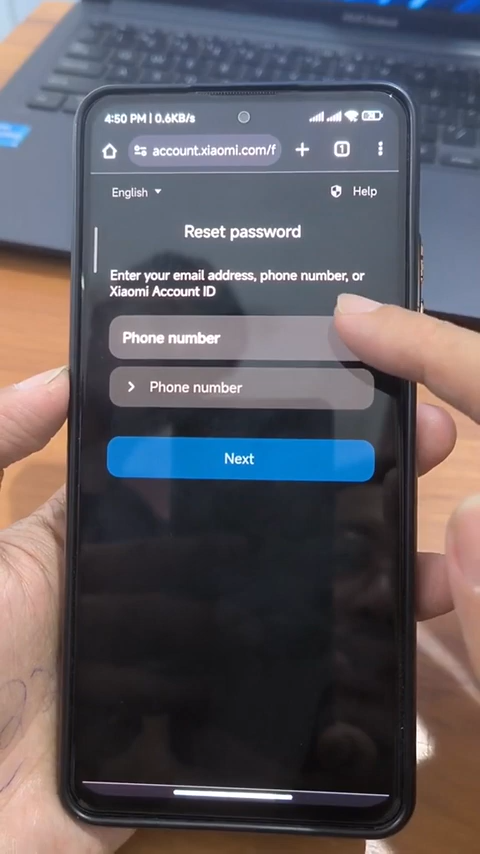 4:50 PM | 0.6KB/s
account.xiaomi.com/f
1
English
Help
Reset password
Enter your email address, phone number, or
Xiaomi Account ID
Phone number
Phone number
Next